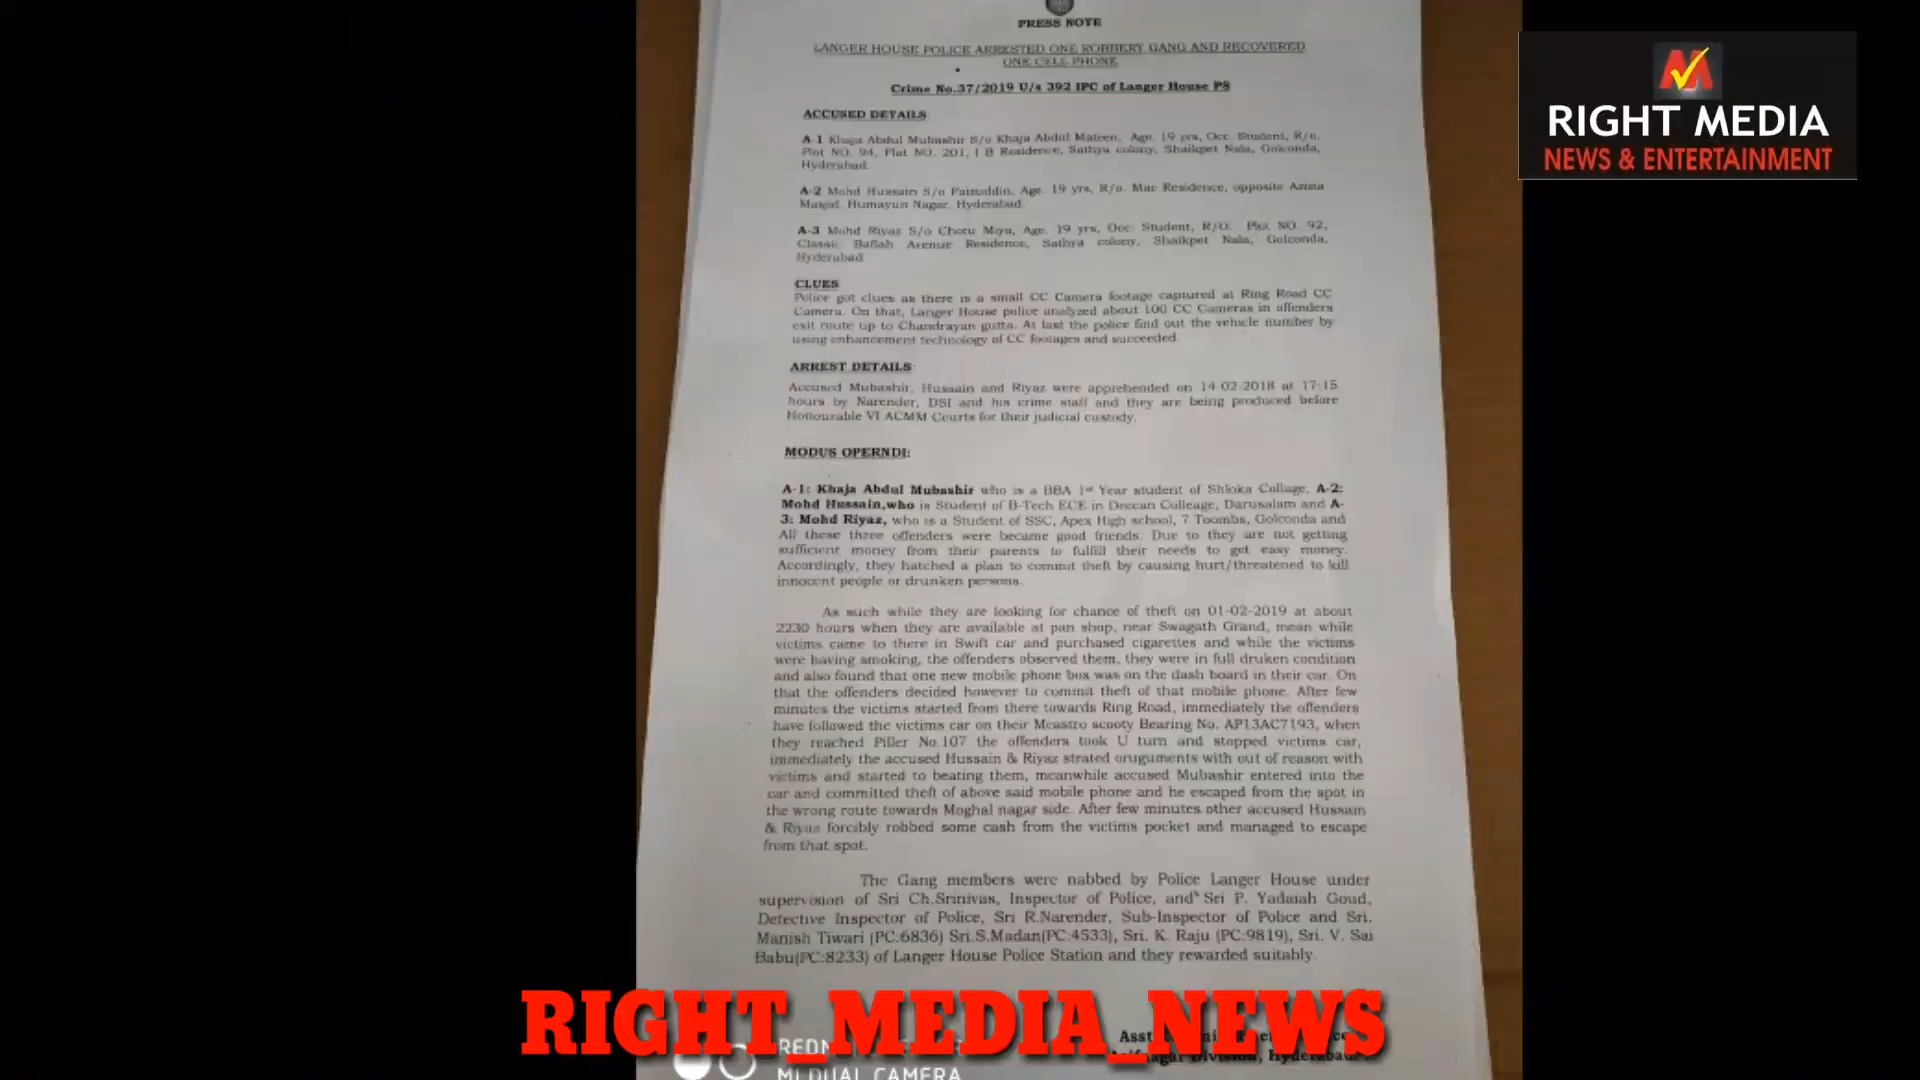 PRESS NOTE
LANGER HOUSE POLICE ARRESTED ONE ROBBERY GANG AND RECOVERED
ONE CELL PHONE
Crime No.37/2019 U/s 392 IPC of Langer House PS
ACCUSED DETAILS
A-1 Khaja Abdul Mubashir S/o Khaja Abdul Mateen, Age. 19 yrs, Occ. Student, R/o.
Plot NO. 94, Flat NO. 201, I B Residence, Sathya colony, Shaikpet Nala, Golconda,
Hyderabad.
A-2 Mohd Hussain S/o Faizuddin, Age. 19 yrs, R/o. Mac Residence, opposite Azma
Masjid, Humayun Nagar, Hyderabad.
A-3 Mohd Riyaz S/o Chotu Miya, Age. 19 yrs, Occ: Student, R/O. Plot NO. 92,
Classic Avenue Residence, Sathya colony, Shaikpet Nala, Golconda,
Hyderabad
CLUES
Police got clues as there is a small CC Camera footage captured at Ring Road CC
Camera. On that, Langer House police analyzed about 100 CC Cameras in offenders
exit route up to Chandrayan gutta. At last the police find out the vehicle number by
using enhancement technology of CC footages and succeeded.
ARREST DETAILS
Accused Mubashir, Hussain and Riyaz were apprehended on 14-02-2018 at 17:15
hours by Narender, DSI and his crime staff and they are being produced before
Honourable VI ACMM Courts for their judicial custody.
MODUS OPERNDI:
A-1: Khaja Abdul Mubashir who is a BBA 1st Year student of Shloka Collage, A-2:
Mohd Hussain,who is Student of B-Tech ECE in Deccan Colleage, Darusalam and A-
3: Mohd Riyaz, who is a Student of SSC, Apex High school, 7 Toombs, Golconda and
All these three offenders were became good friends. Due to they are not getting
sufficient money from their parents to fulfill their needs to get easy money.
Accordingly, they hatched a plan to commit theft by causing hurt/threatened to kill
innocent people or drunken persons.
As such while they are looking for chance of theft on 01-02-2019 at about
2230 hours when they are available at pan shop, near Swagath Grand, mean while
victims came to there in Swift car and purchased cigarettes and while the victims
were having smoking, the offenders observed them, they were in full druken condition
and also found that one new mobile phone box was on the dash board in their car. On
that the offenders decided however to commit theft of that mobile phone. After few
minutes the victims started from there towards Ring Road, immediately the offenders
have followed the victims car on their Meastro scooty Bearing No. AP13AC7193, when
they reached Piller No.107 the offenders took U turn and stopped victims car,
immediately the accused Hussain & Riyaz strated oruguments with out of reason with
victims and started to beating them, meanwhile accused Mubashir entered into the
car and committed theft of above said mobile phone and he escaped from the spot in
the wrong route towards Moghal nagar side. After few minutes other accused Hussain
& Riyaz forcibly robbed some cash from the victims pocket and managed to escape
from that spot.
The Gang members were nabbed by Police Langer House under
supervision of Sri Ch.Srinivas, Inspector of Police, and Sri P. Yadaiah Goud,
Detective Inspector of Police, Sri R.Narender, Sub-Inspector of Police and Sri.
Manish Tiwari (PC:6836) Sri.S.Madan(PC:4533), Sri. K. Raju (PC:9819), Sri. V. Sai
Babu(PC:8233) of Langer House Police Station and they rewarded suitably.
Division, Hyderabad
RIGHT MEDIA
NEWS & ENTERTAINMENT
RIGHT_MEDIA_NEWS
MI DUAL CAMERA